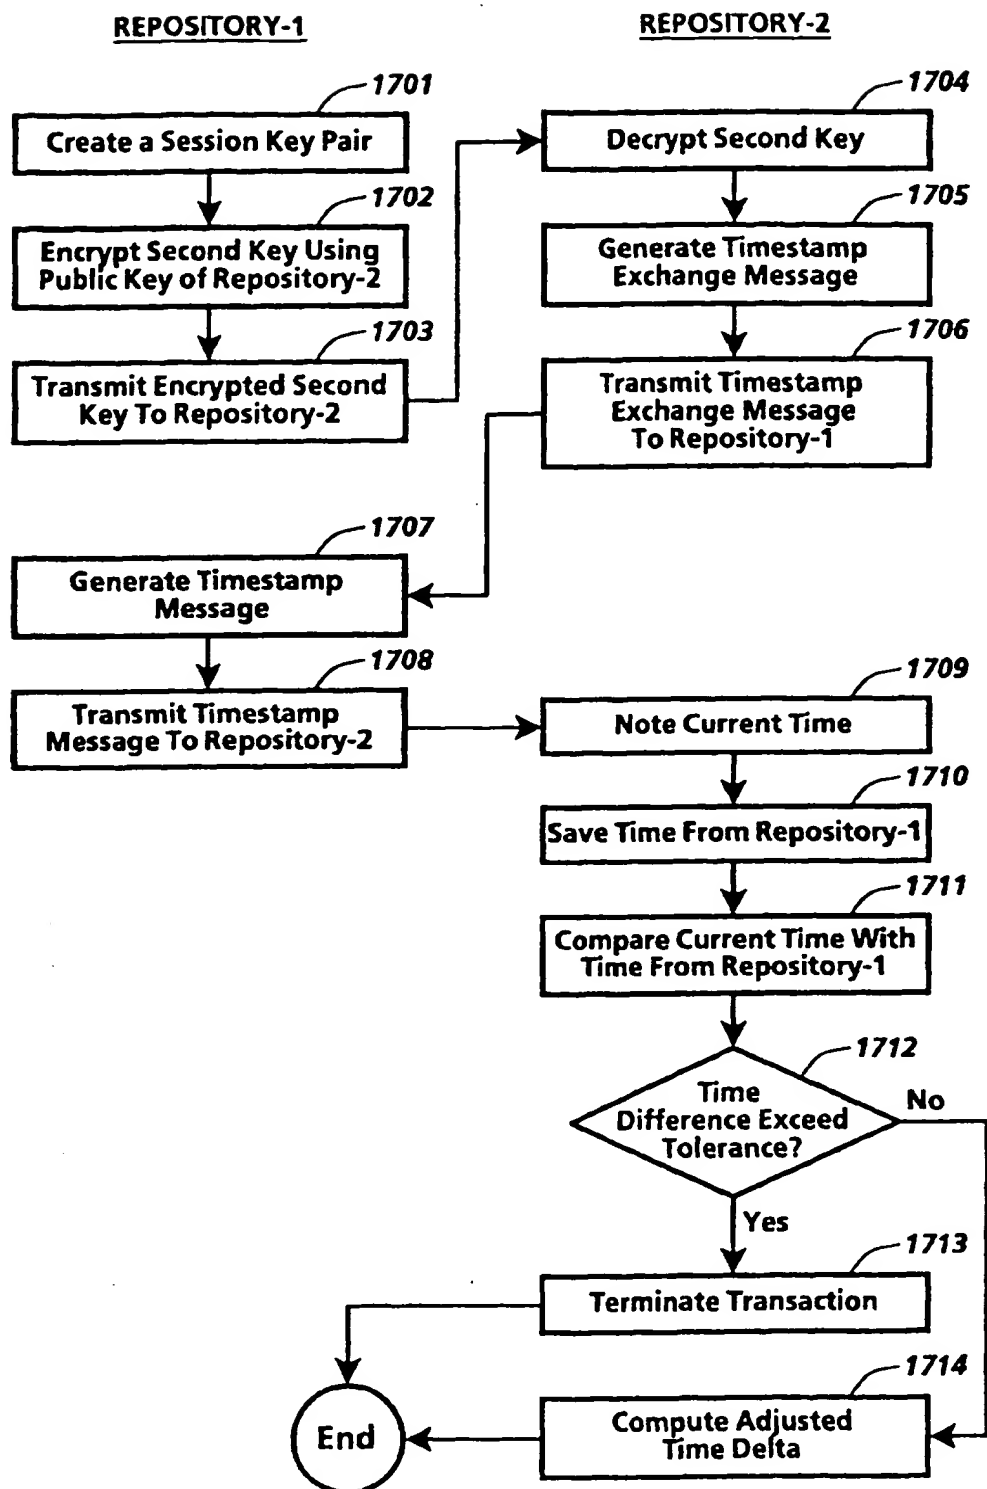 REPOSITORY-1
REPOSITORY-2
1701
Create a Session Key Pair
1702
Encrypt Second Key Using
Public Key of Repository-2
1703
Transmit Encrypted Second
Key To Repository-2
1704
Decrypt Second Key
1705
Generate Timestamp
Exchange Message
1706
Transmit Timestamp
Exchange Message
To Repository-1
1707
Generate Timestamp
Message
1708
Transmit Timestamp
Message To Repository-2
1709
Note Current Time
1710
Save Time From Repository-1
1711
Compare Current Time With
Time From Repository-1
1712
Time
Difference Exceed
Tolerance?
No
Yes
1713
Terminate Transaction
1714
Compute Adjusted
Time Delta
End